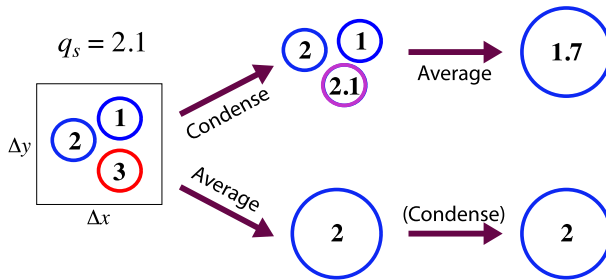 q_s = 2.1
1
2
3
Δy
Δx
Condense
2
1
2.1
Average
1.7
Average
2
(Condense)
2